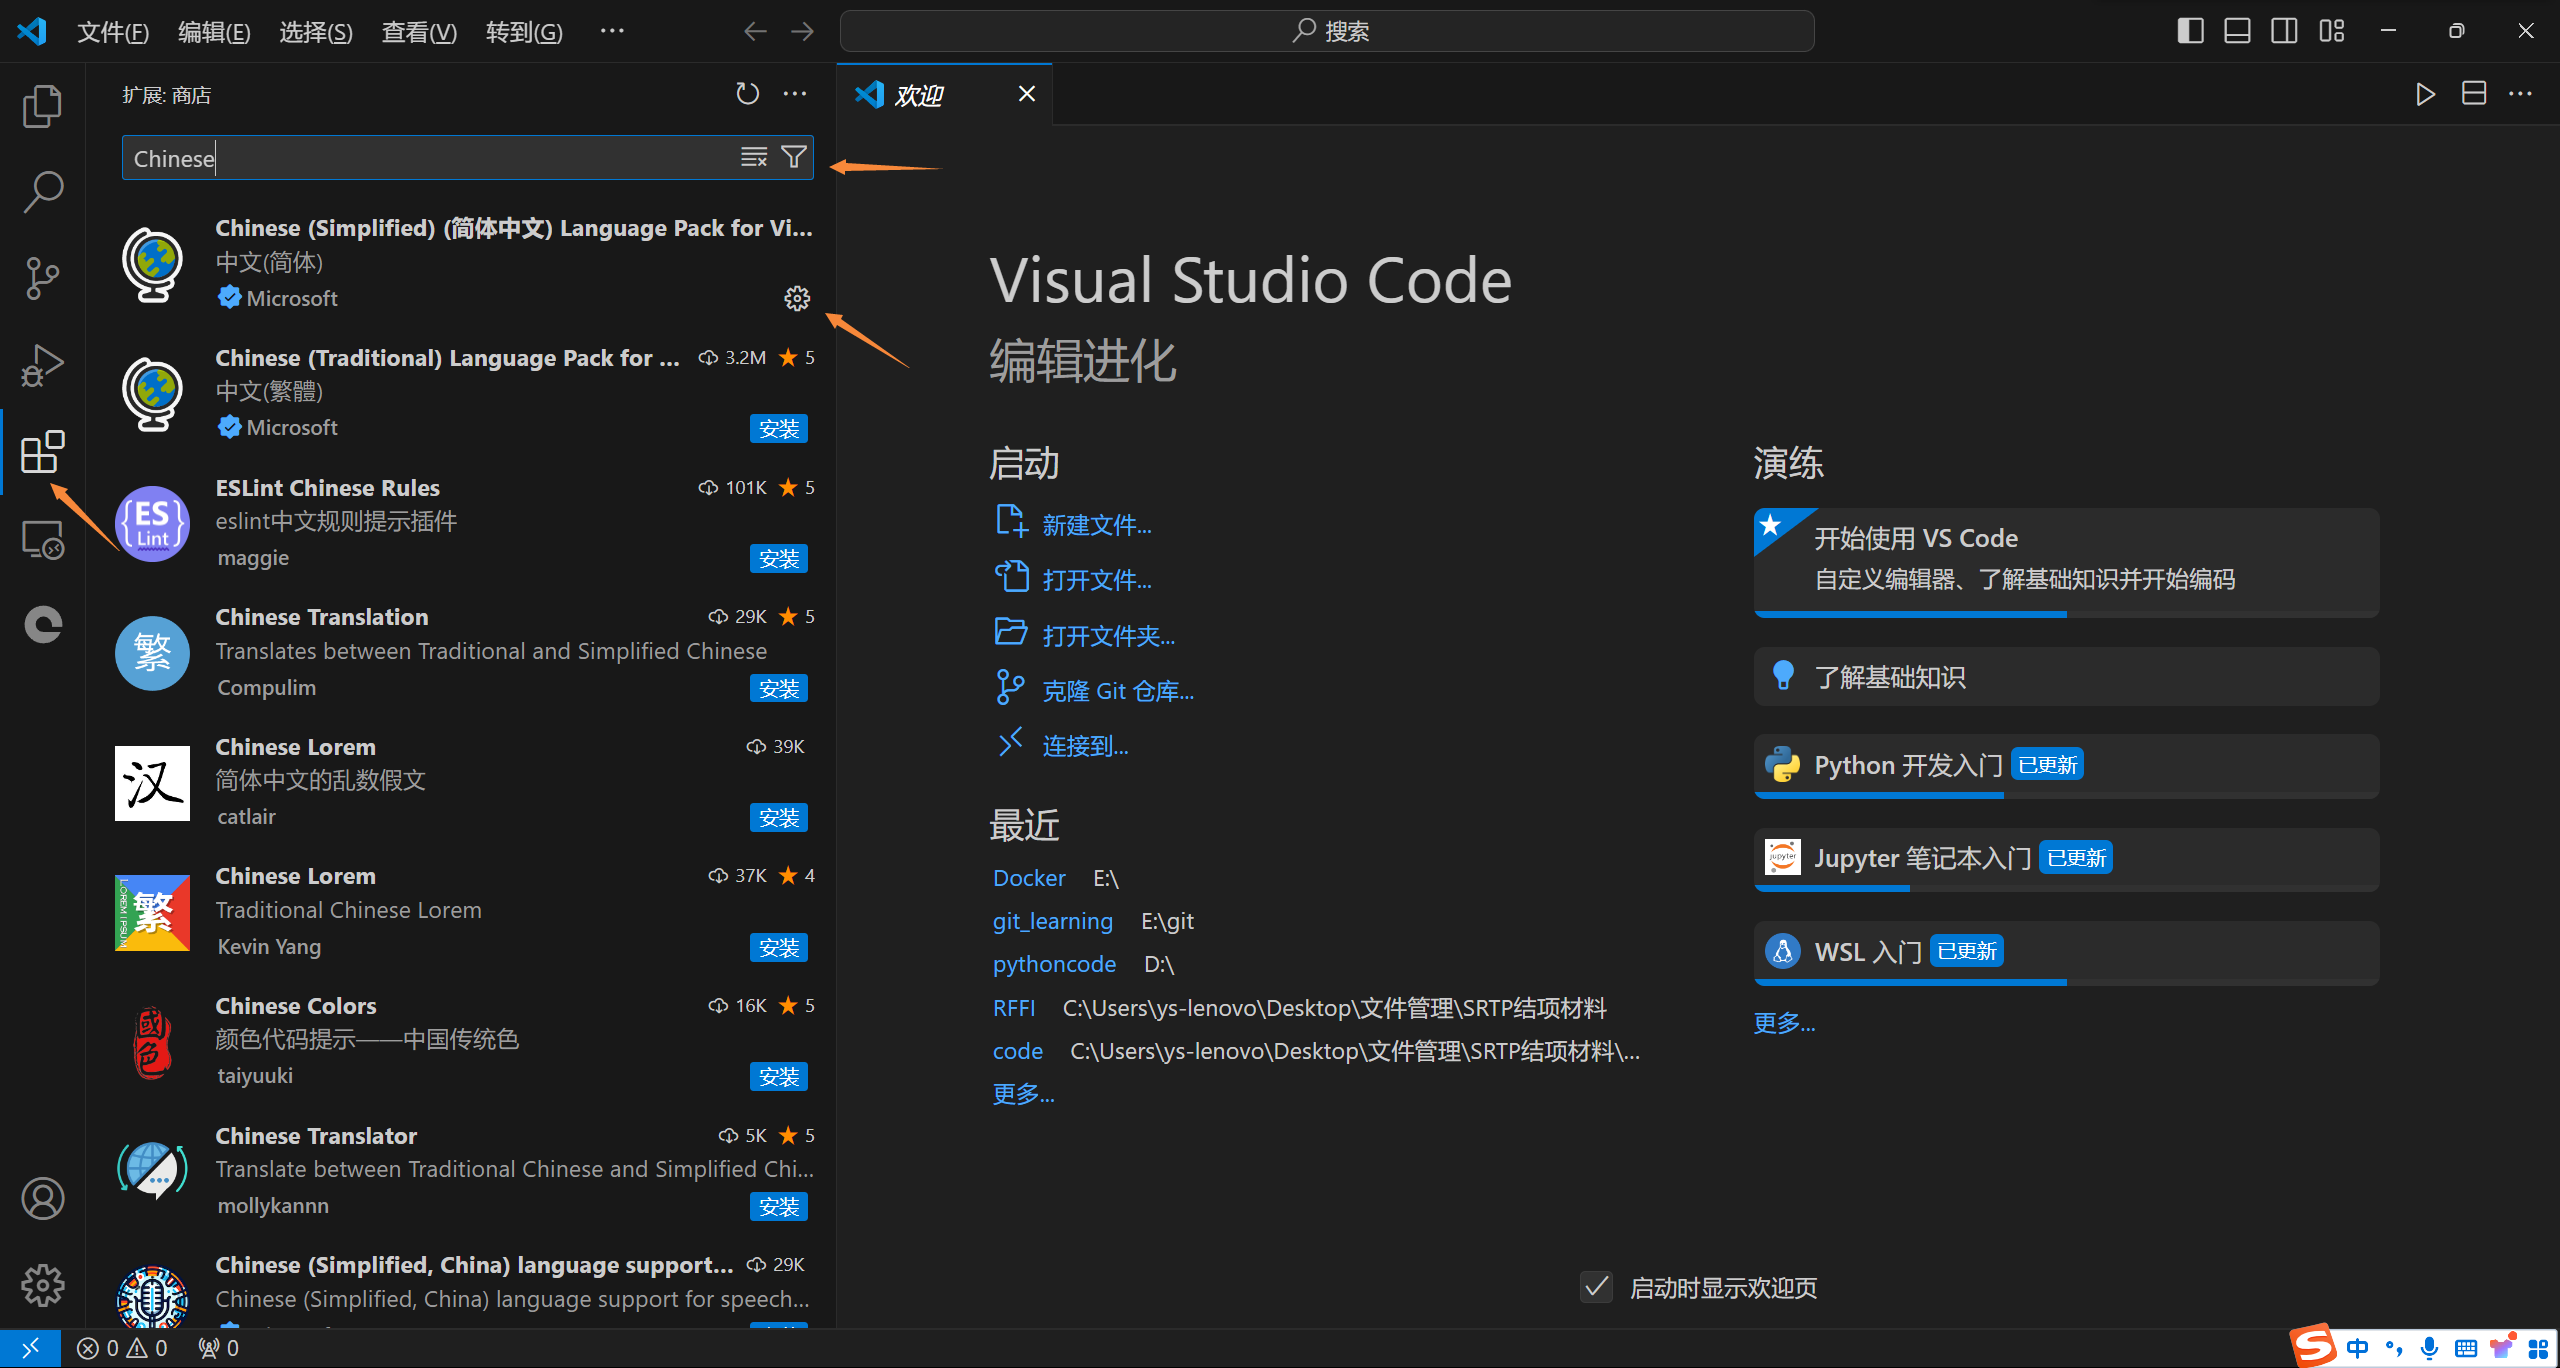 文件(F) 编辑(E) 选择(S) 查看(V) 转到(G) ···
搜索
扩展: 商店
Chinese
Chinese (Simplified) (简体中文) Language Pack for Vi...
中文(简体)
Microsoft
Chinese (Traditional) Language Pack for ... 3.2M 5
中文(繁體)
Microsoft 安装
ESLint Chinese Rules 101K 5
eslint中文规则提示插件
maggie 安装
ES
Lint
Chinese Translation 29K 5
Translates between Traditional and Simplified Chinese
Compulim 安装
繁
Chinese Lorem 39K
简体中文的乱数假文
catlair 安装
汉
Chinese Lorem 37K 4
Traditional Chinese Lorem
Kevin Yang 安装
LOREM IPSUM
繁
Chinese Colors 16K 5
颜色代码提示——中国传统色
taiyuuki 安装
國色
Chinese Translator 5K 5
Translate between Traditional Chinese and Simplified Chi...
mollykannn 安装
Chinese (Simplified, China) language support... 29K
Chinese (Simplified, China) language support for speech...
欢迎
Visual Studio Code
编辑进化
启动
新建文件...
打开文件...
打开文件夹...
克隆 Git 仓库...
连接到...
最近
Docker E:\
git_learning E:\git
pythoncode D:\
RFFI C:\Users\ys-lenovo\Desktop\文件管理\SRTP结项材料
code C:\Users\ys-lenovo\Desktop\文件管理\SRTP结项材料\...
更多...
演练
开始使用 VS Code
自定义编辑器、了解基础知识并开始编码
了解基础知识
Python 开发入门 已更新
jupyter
Jupyter 笔记本入门 已更新
WSL 入门 已更新
更多...
启动时显示欢迎页
0 0 0
S 中